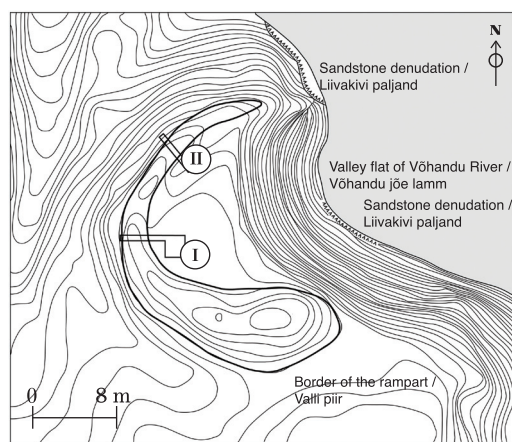 N
Sandstone denudation /
Liivakivi paljand
Valley flat of Võhandu River /
Võhandu jõe lamm
Sandstone denudation /
Liivakivi paljand
II
I
Border of the rampart /
Valli piir
0 8 m